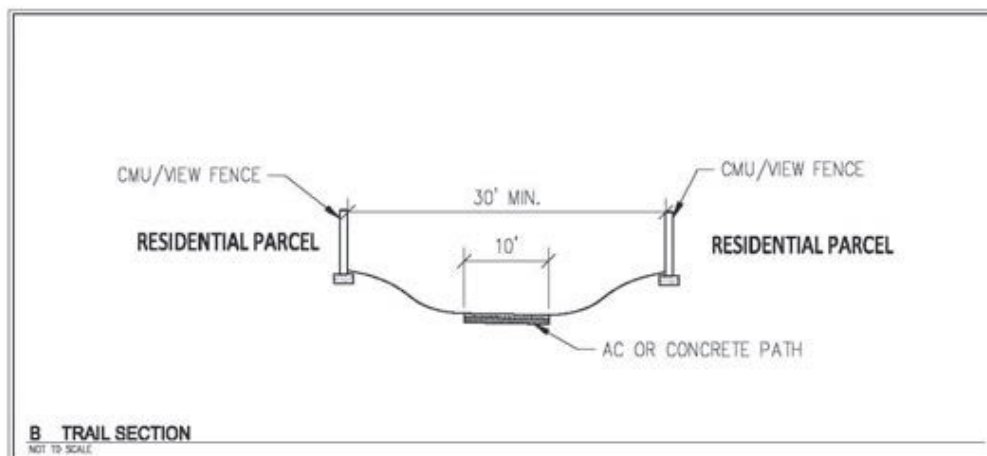 CMU/VIEW FENCE
CMU/VIEW FENCE
30' MIN.
RESIDENTIAL PARCEL
RESIDENTIAL PARCEL
10'
AC OR CONCRETE PATH
B TRAIL SECTION
NOT TO SCALE